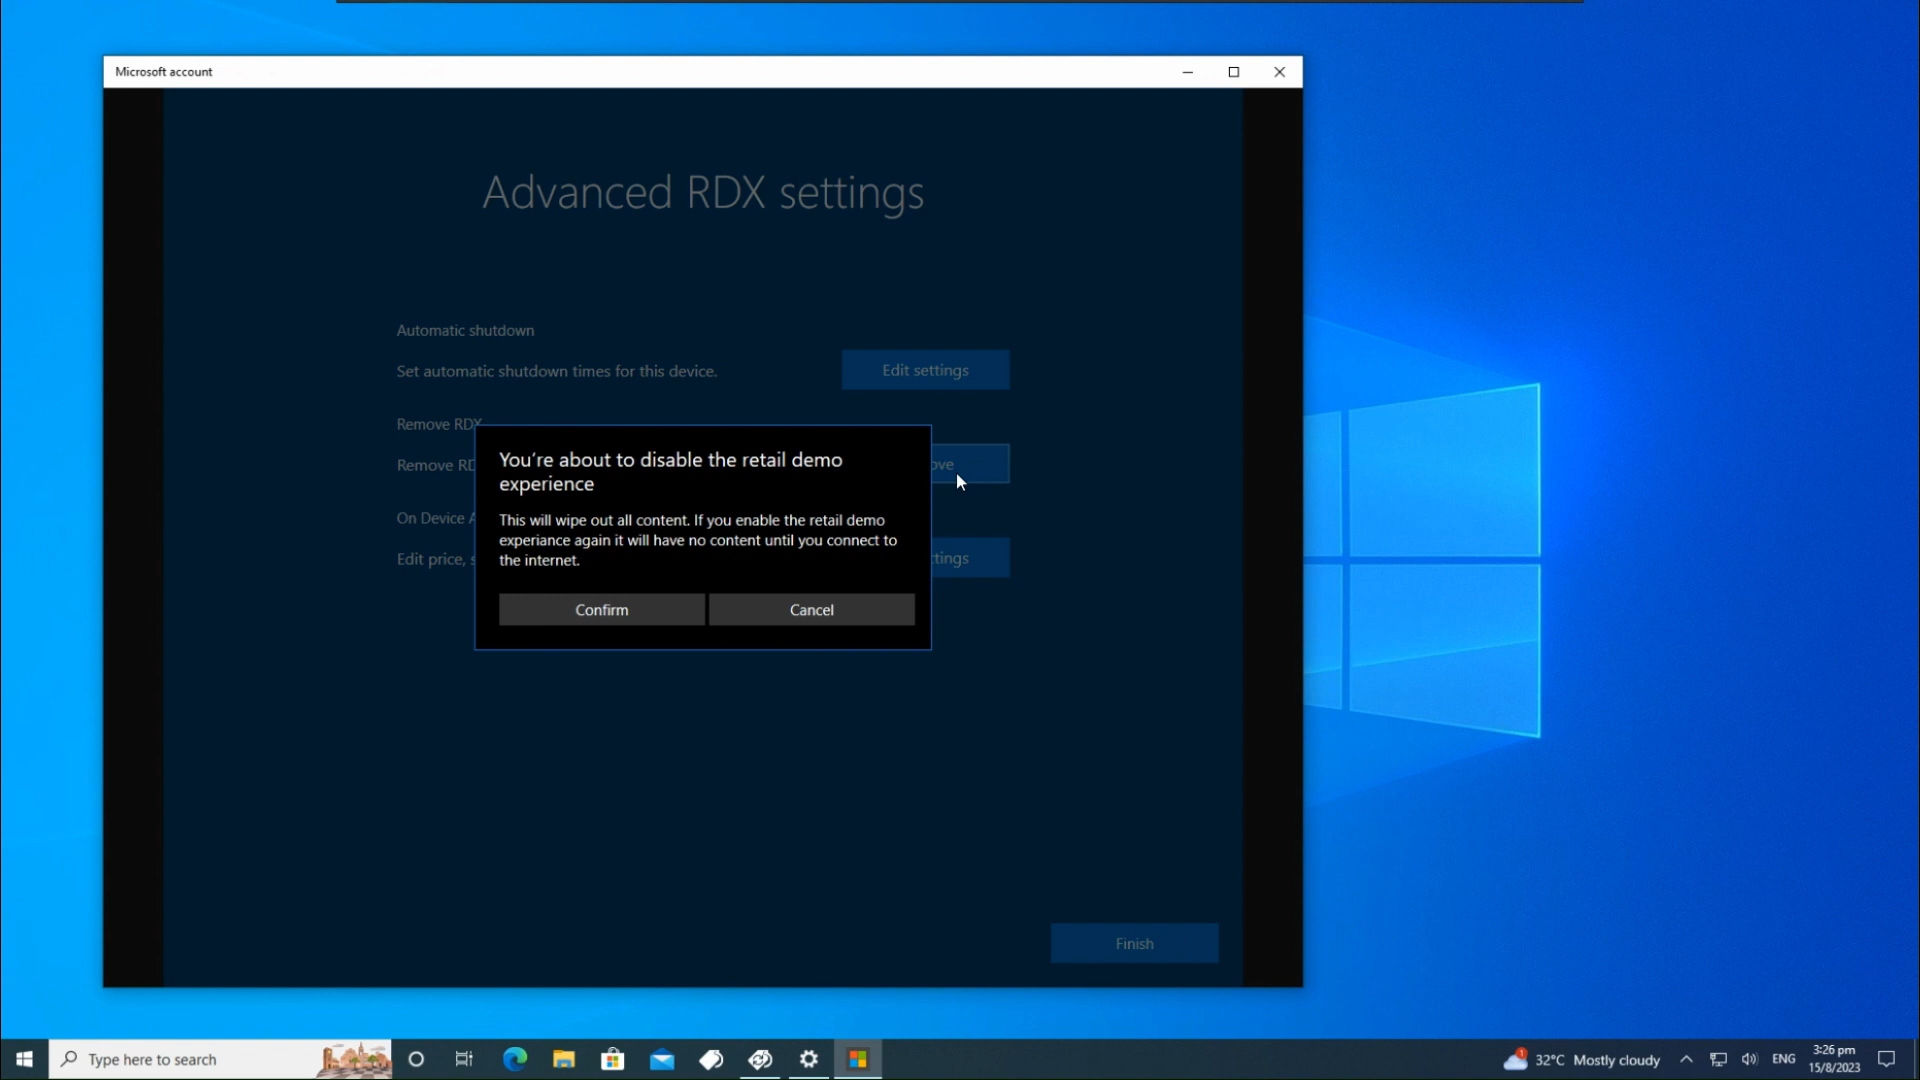 Microsoft account
Advanced RDX settings
Automatic shutdown
Set automatic shutdown times for this device.
Edit settings
Remove RDX
Remove
On Device
Edit price,
You're about to disable the retail demo
experience
This will wipe out all content. If you enable the retail demo
experiance again it will have no content until you connect to
the internet.
Confirm
Cancel
Finish
Type here to search
1
32°C Mostly cloudy
ENG
3:26 pm
15/8/2023